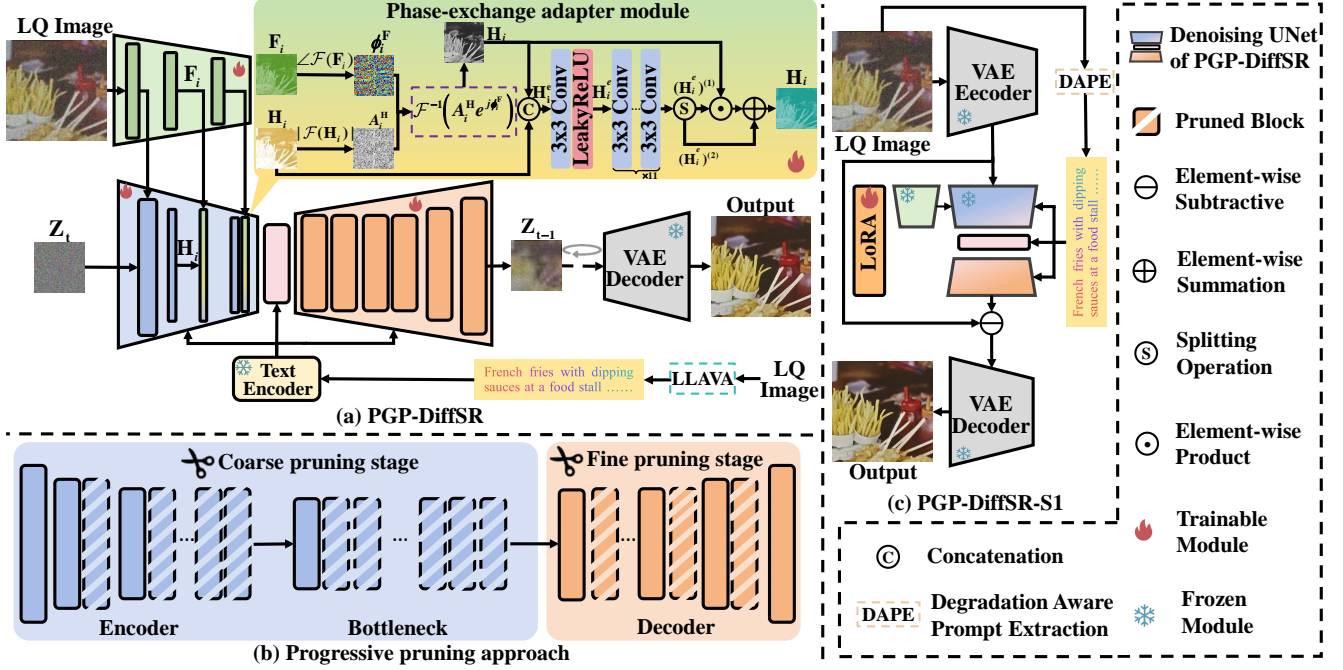 Phase-exchange adapter module
LQ Image
F_i
F_i
∠F(F_i)
ϕ_i^F
H_i
H_i
|F(H_i)|
A_i^H
F^{-1}(A_i^H e^{jϕ_i^F})
C
H_i^e
3x3 Conv
LeakyReLU
H_i^e
3x3 Conv
...
3x3 Conv
×11
S
(H_i^e)^{(1)}
(H_i^e)^{(2)}
H_i
Z_t
H_i
Z_{t-1}
VAE
Decoder
Output
Text
Encoder
French fries with dipping
sauces at a food stall ......
LLAVA
LQ
Image
(a) PGP-DiffSR
Coarse pruning stage
Fine pruning stage
...
...
...
Encoder
Bottleneck
Decoder
(b) Progressive pruning approach
LQ Image
VAE
Eecoder
DAPE
LoRA
French fries with dipping
sauces at a food stall ......
VAE
Decoder
Output
(c) PGP-DiffSR-S1
Denoising UNet
of PGP-DiffSR
Pruned Block
Element-wise
Subtractive
Element-wise
Summation
S
Splitting
Operation
Element-wise
Product
C
Concatenation
Trainable
Module
DAPE
Degradation Aware
Prompt Extraction
Frozen
Module